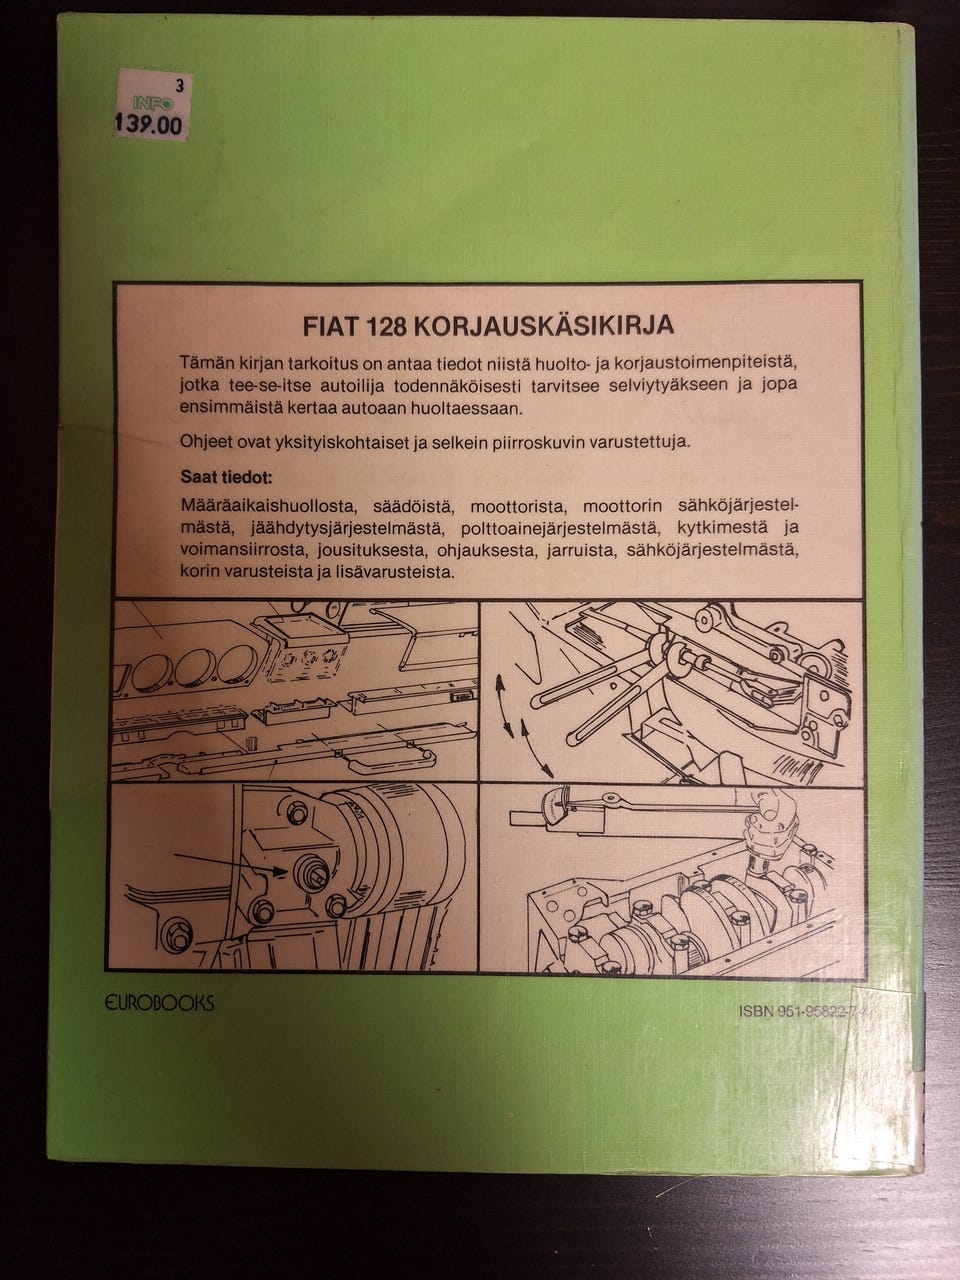 3
INFO
139.00
FIAT 128 KORJAUSKÄSIKIRJA
Tämän kirjan tarkoitus on antaa tiedot niistä huolto- ja korjaustoimenpiteistä,
jotka tee-se-itse autoilija todennäköisesti tarvitsee selviytyäkseen ja jopa
ensimmäistä kertaa autoaan huoltaessaan.
Ohjeet ovat yksityiskohtaiset ja selkein piirroskuvin varustettuja.
Saat tiedot:
Määräaikaishuollosta, säädöistä, moottorista, moottorin sähköjärjestel-
mästä, jäähdytysjärjestelmästä, polttoainejärjestelmästä, kytkimestä ja
voimansiirrosta, jousituksesta, ohjauksesta, jarruista, sähköjärjestelmästä,
korin varusteista ja lisävarusteista.
EUROBOOKS
ISBN 951-95822-7-